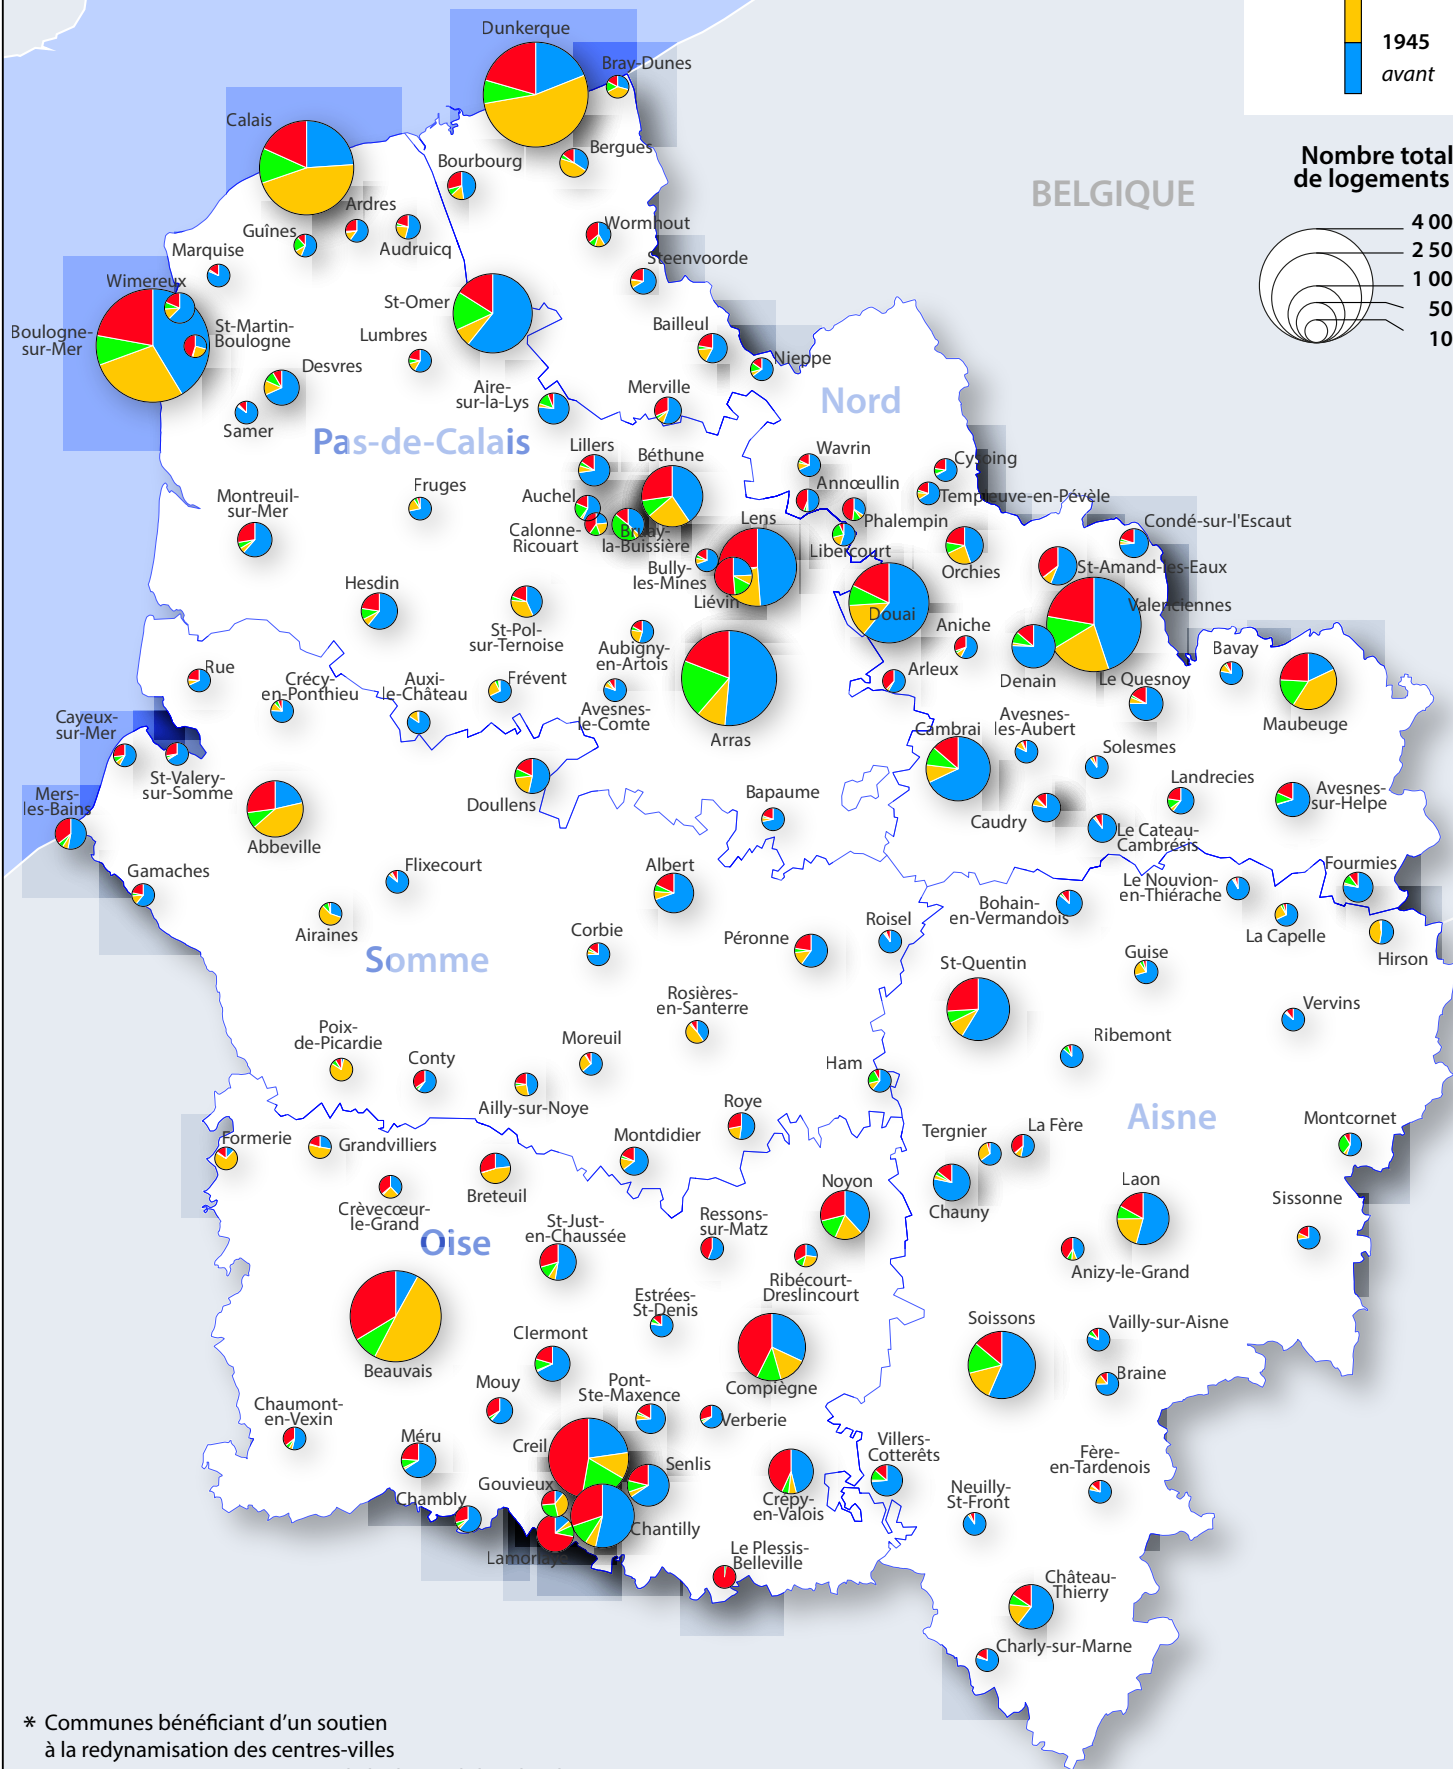 1945
avant
Nombre total
de logements
4 00
2 50
1 00
50
10
BELGIQUE
Dunkerque
Bray-Dunes
Calais
Bergues
Bourbourg
Ardres
Guînes
Audruicq
Wormhout
Marquise
Steenvoorde
Wimereux
St-Omer
Boulogne-
sur-Mer
St-Martin-
Boulogne
Lumbres
Bailleul
Nieppe
Desvres
Aire-
sur-la-Lys
Merville
Nord
Samer
Pas-de-Calais
Lillers
Béthune
Wavrin
Cysoing
Fruges
Auchel
Annœullin
Templeuve-en-Pévèle
Montreuil-
sur-Mer
Calonne-
Ricouart
Bruay-
la-Buissière
Lens
Phalempin
Condé-sur-l'Escaut
Libercourt
Bully-
les-Mines
Orchies
St-Amand-les-Eaux
Hesdin
Liévin
Douai
Valenciennes
St-Pol-
sur-Ternoise
Aubigny-
en-Artois
Aniche
Bavay
Rue
Crécy-
en-Ponthieu
Auxi-
le-Château
Frévent
Arleux
Denain
Le Quesnoy
Avesnes-
le-Comte
Maubeuge
Cayeux-
sur-Mer
Arras
Cambrai
Avesnes-
les-Aubert
Solesmes
St-Valery-
sur-Somme
Landrecies
Mers-
les-Bains
Doullens
Bapaume
Avesnes-
sur-Helpe
Caudry
Le Cateau-
Cambrésis
Abbeville
Gamaches
Flixecourt
Albert
Fourmies
Le Nouvion-
en-Thiérache
Bohain-
en-Vermandois
Airaines
Corbie
Péronne
Roisel
La Capelle
Hirson
Somme
St-Quentin
Guise
Rosières-
en-Santerre
Vervins
Poix-
de-Picardie
Moreuil
Ribemont
Conty
Ham
Ailly-sur-Noye
Roye
Aisne
Formerie
Grandvilliers
Montdidier
Tergnier
La Fère
Montcornet
Breteuil
Noyon
Chauny
Laon
Sissonne
Crèvecœur-
le-Grand
Oise
St-Just-
en-Chaussée
Ressons-
sur-Matz
Ribécourt-
Dreslincourt
Anizy-le-Grand
Estrées-
St-Denis
Soissons
Vailly-sur-Aisne
Clermont
Beauvais
Compiègne
Braine
Mouy
Pont-
Ste-Maxence
Chaumont-
en-Vexin
Verberie
Méru
Creil
Villers-
Cotterêts
Fère-
en-Tardenois
Senlis
Gouvieux
Neuilly-
St-Front
Chambly
Crépy-
en-Valois
Chantilly
Lamorlaye
Le Plessis-
Belleville
Château-
Thierry
Charly-sur-Marne
* Communes bénéficiant d’un soutien
à la redynamisation des centres-villes